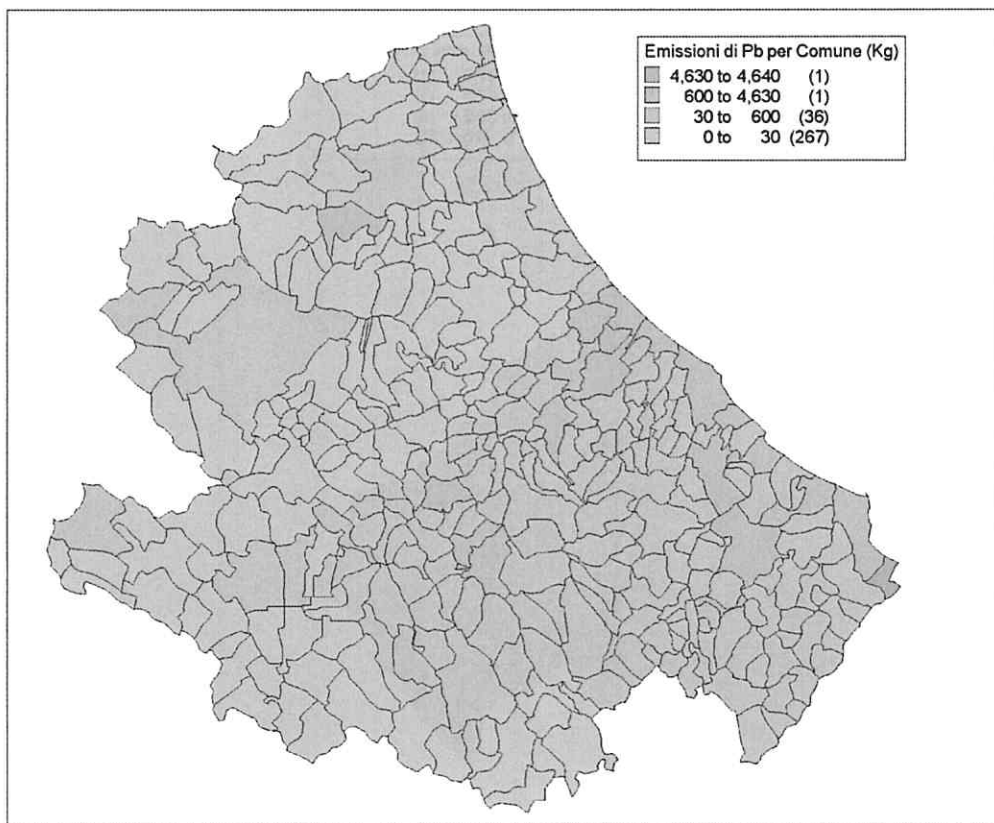 Emissioni di Pb per Comune (Kg)
4,630 to 4,640 (1)
600 to 4,630 (1)
30 to 600 (36)
0 to 30 (267)